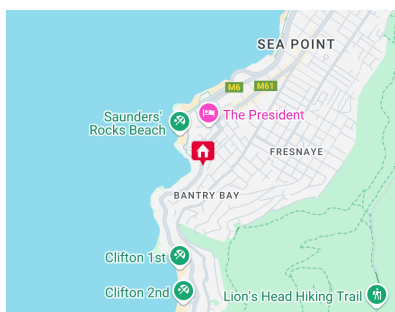 SEA POINT
M6
M61
The President
Saunders'
Rocks Beach
FRESNAYE
BANTRY BAY
Clifton 1st
Clifton 2nd
Lion's Head Hiking Trail